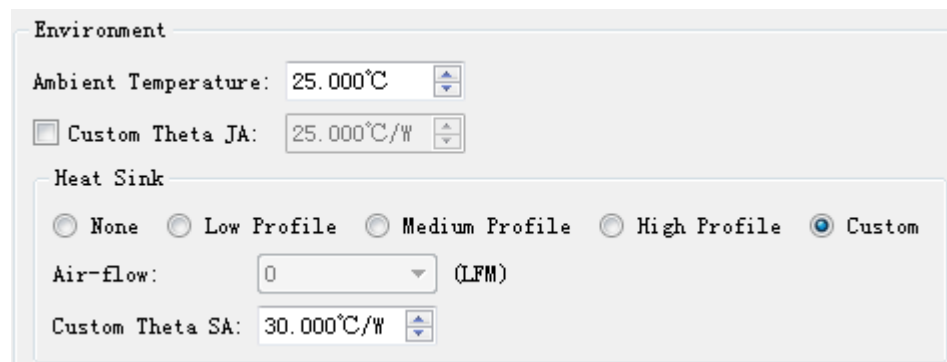 Environment
Ambient Temperature: 25.000℃
Custom Theta JA: 25.000℃/W
Heat Sink
None Low Profile Medium Profile High Profile Custom
Air-flow: 0 (LFM)
Custom Theta SA: 30.000℃/W